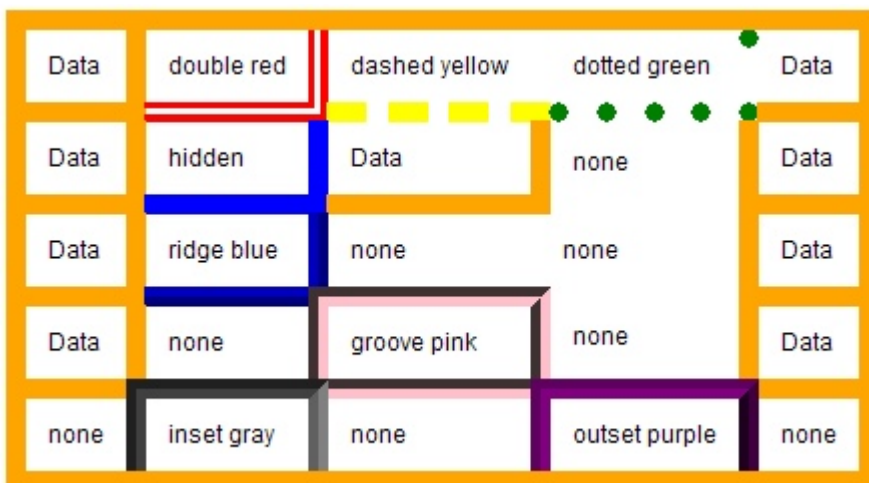 Data double red dashed yellow dotted green Data
Data hidden Data none Data
Data ridge blue none none Data
Data none groove pink none Data
none inset gray none outset purple none